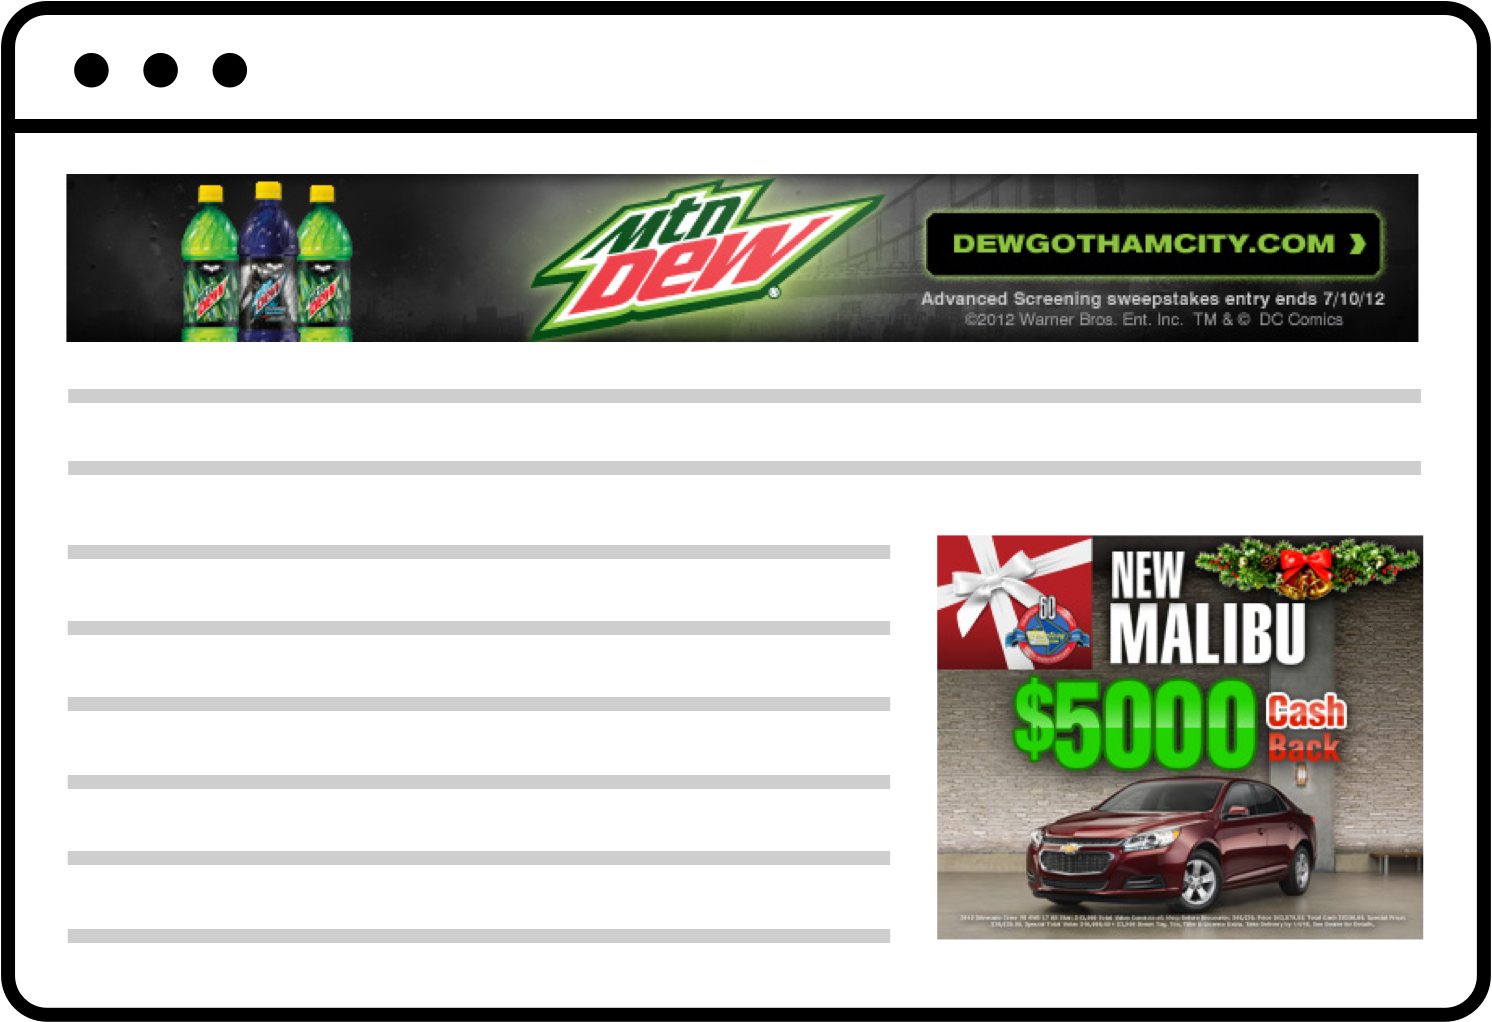 mtn
DEW
®
DEWGOTHAMCITY.COM
Advanced Screening sweepstakes entry ends 7/10/12
©2012 Warner Bros. Ent. Inc. TM & © DC Comics
60
NEW
MALIBU
$5000 Cash
Back